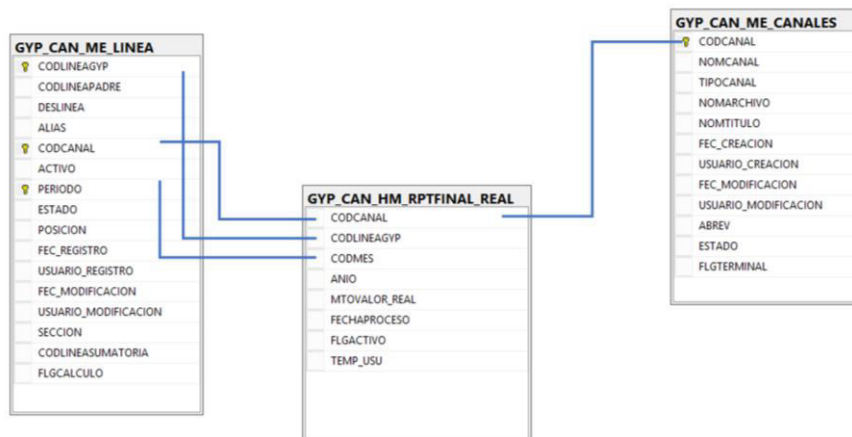 GYP_CAN_ME_LINEA
CODLINEAGYP
CODLINEAPADRE
DESLINEA
ALIAS
CODCANAL
ACTIVO
PERIODO
ESTADO
POSICION
FEC_REGISTRO
USUARIO_REGISTRO
FEC_MODIFICACION
USUARIO_MODIFICACION
SECCION
CODLINEASUMATORIA
FLGCALCULO
GYP_CAN_HM_RPTFINAL_REAL
CODCANAL
CODLINEAGYP
CODMES
ANIO
MTOVALOR_REAL
FECHAPROCESO
FLGACTIVO
TEMP_USU
GYP_CAN_ME_CANALES
CODCANAL
NOMCANAL
TIPOCANAL
NOMARCHIVO
NOMTITULO
FEC_CREACION
USUARIO_CREACION
FEC_MODIFICACION
USUARIO_MODIFICACION
ABREV
ESTADO
FLGTERMINAL